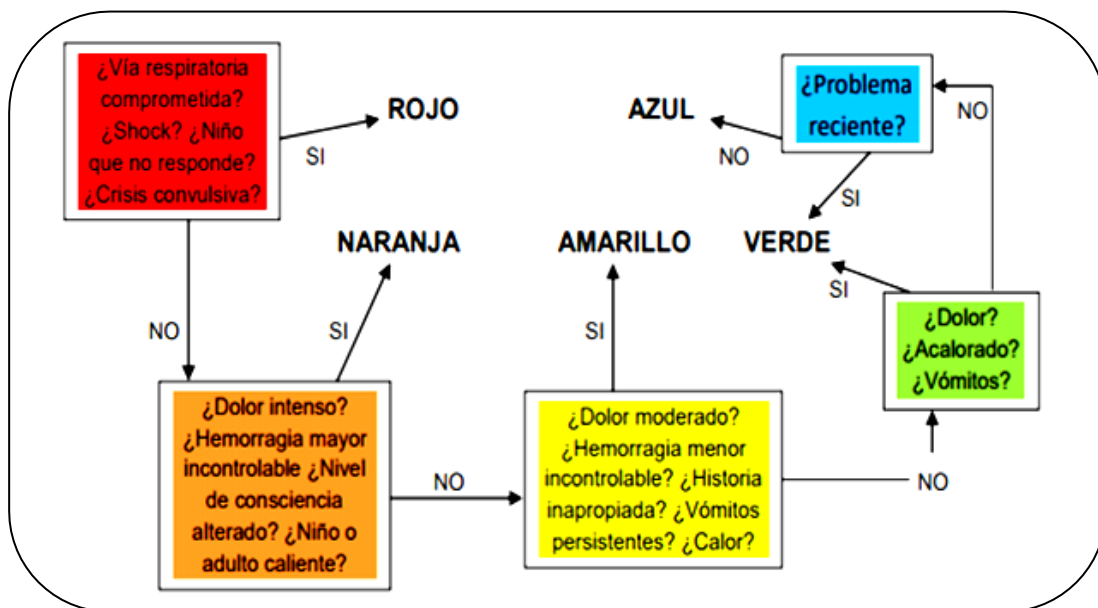 ¿Vía respiratoria
comprometida?
¿Shock? ¿Niño
que no responde?
¿Crisis convulsiva?
SI
ROJO
NO
¿Dolor intenso?
¿Hemorragia mayor
incontrolable ¿Nivel
de consciencia
alterado? ¿Niño o
adulto caliente?
SI
NARANJA
NO
¿Dolor moderado?
¿Hemorragia menor
incontrolable? ¿Historia
inapropiada? ¿Vómitos
persistentes? ¿Calor?
SI
AMARILLO
NO
¿Dolor?
¿Acalorado?
¿Vómitos?
SI
VERDE
NO
¿Problema
reciente?
SI
NO
AZUL